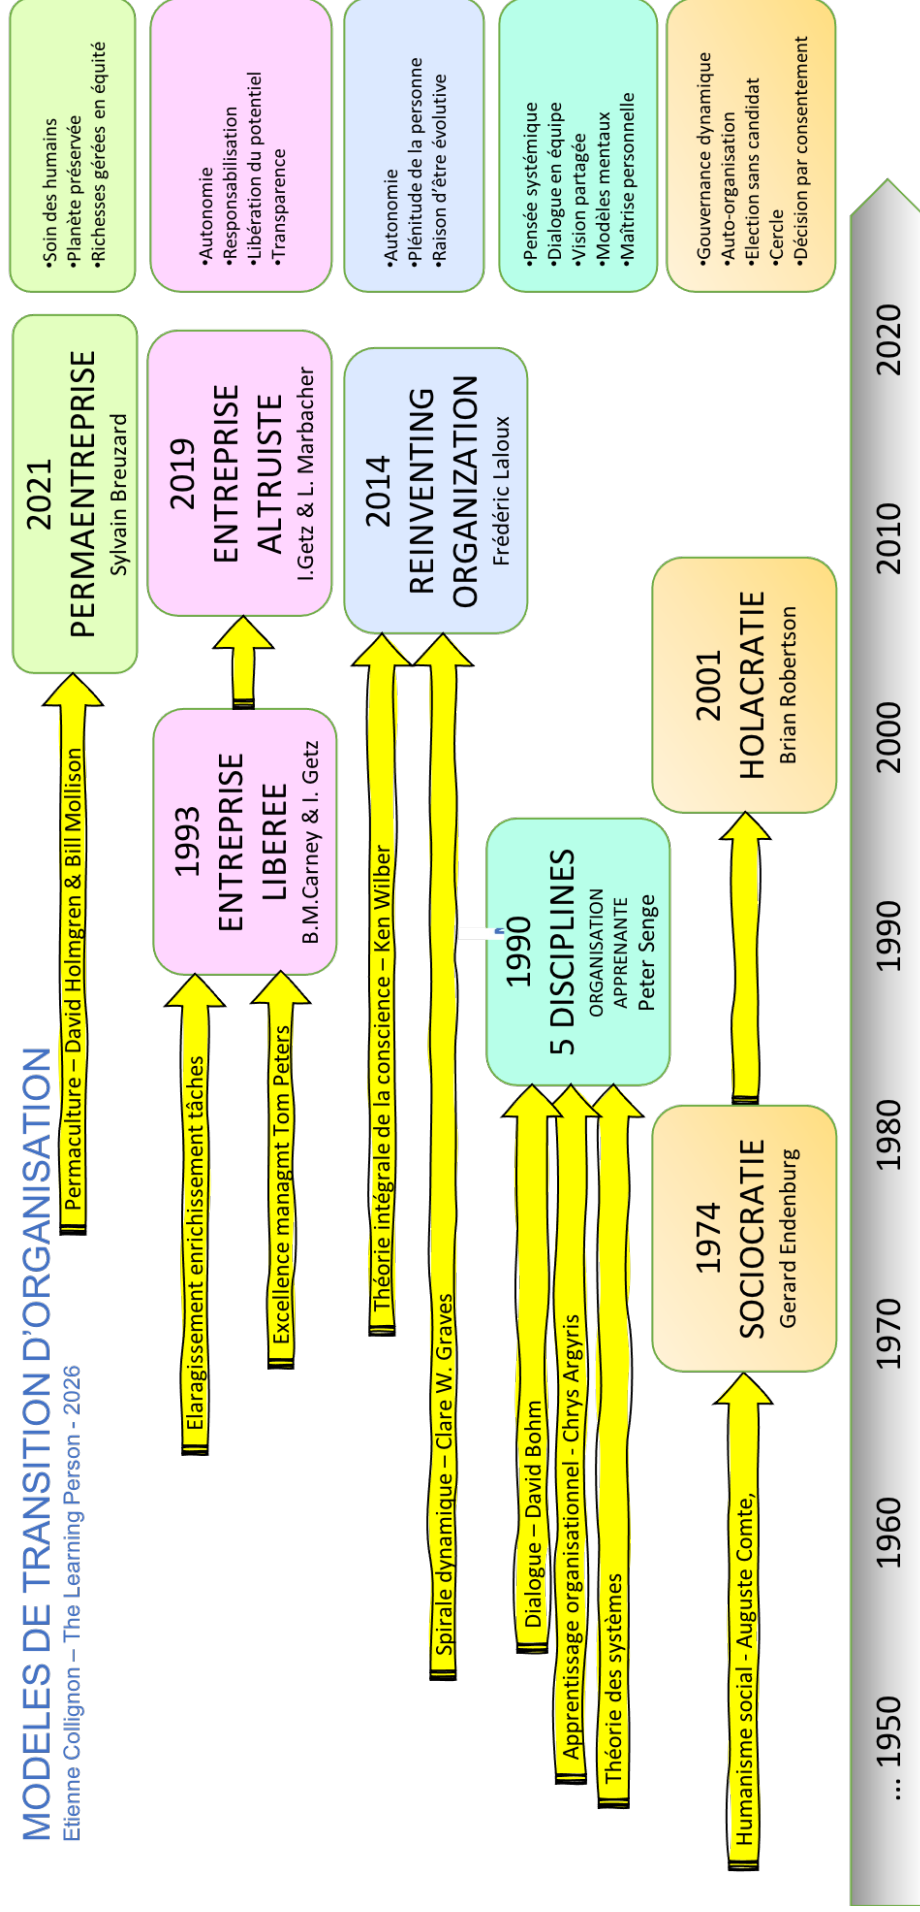 MODELES DE TRANSITION D'ORGANISATION
Etienne Collignon – The Learning Person - 2026
Permaculture – David Holmgren & Bill Mollison
2021
PERMAENTREPRISE
Sylvain Breuzard
•Soin des humains
•Planète préservée
•Richesses gérées en équité
Elaragissement enrichissement tâches
Excellence managmt Tom Peters
1993
ENTREPRISE
LIBEREE
B.M.Carney & I. Getz
2019
ENTREPRISE
ALTRUISTE
I.Getz & L. Marbacher
•Autonomie
•Responsabilisation
•Libération du potentiel
•Transparence
Théorie intégrale de la conscience – Ken Wilber
Spirale dynamique – Clare W. Graves
2014
REINVENTING
ORGANIZATION
Frédéric Laloux
•Autonomie
•Plénitude de la personne
•Raison d'être évolutive
Dialogue – David Bohm
Apprentissage organisationnel - Chrys Argyris
Théorie des systèmes
1990
5 DISCIPLINES
ORGANISATION
APPRENANTE
Peter Senge
•Pensée systémique
•Dialogue en équipe
•Vision partagée
•Modèles mentaux
•Maîtrise personnelle
Humanisme social - Auguste Comte,
1974
SOCIOCRATIE
Gerard Endenburg
2001
HOLACRATIE
Brian Robertson
•Gouvernance dynamique
•Auto-organisation
•Election sans candidat
•Cercle
•Décision par consentement
... 1950 1960 1970 1980 1990 2000 2010 2020